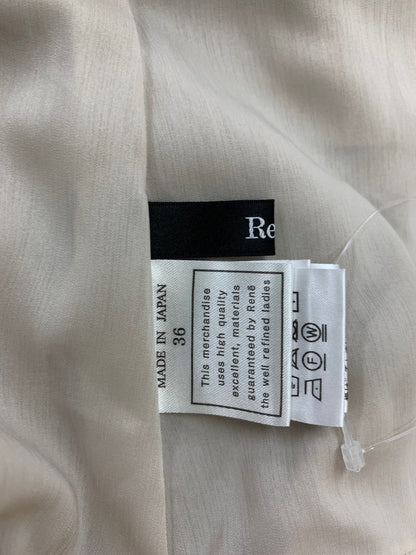 Re
This merchandise
uses high quality
excellent, materials
guaranteed by René
the well refined ladies
36
MADE IN JAPAN
F
W